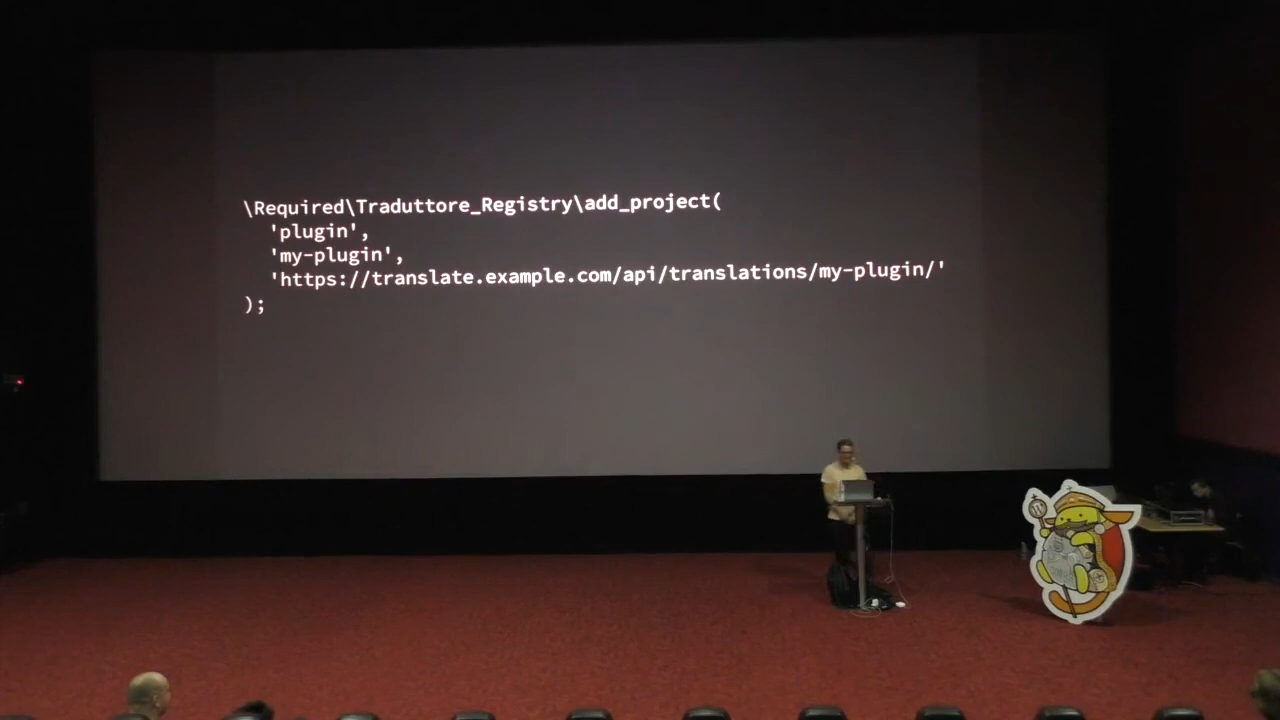 \Required\Traduttore_Registry\add_project(
'plugin',
'my-plugin',
'https://translate.example.com/api/translations/my-plugin/'
);